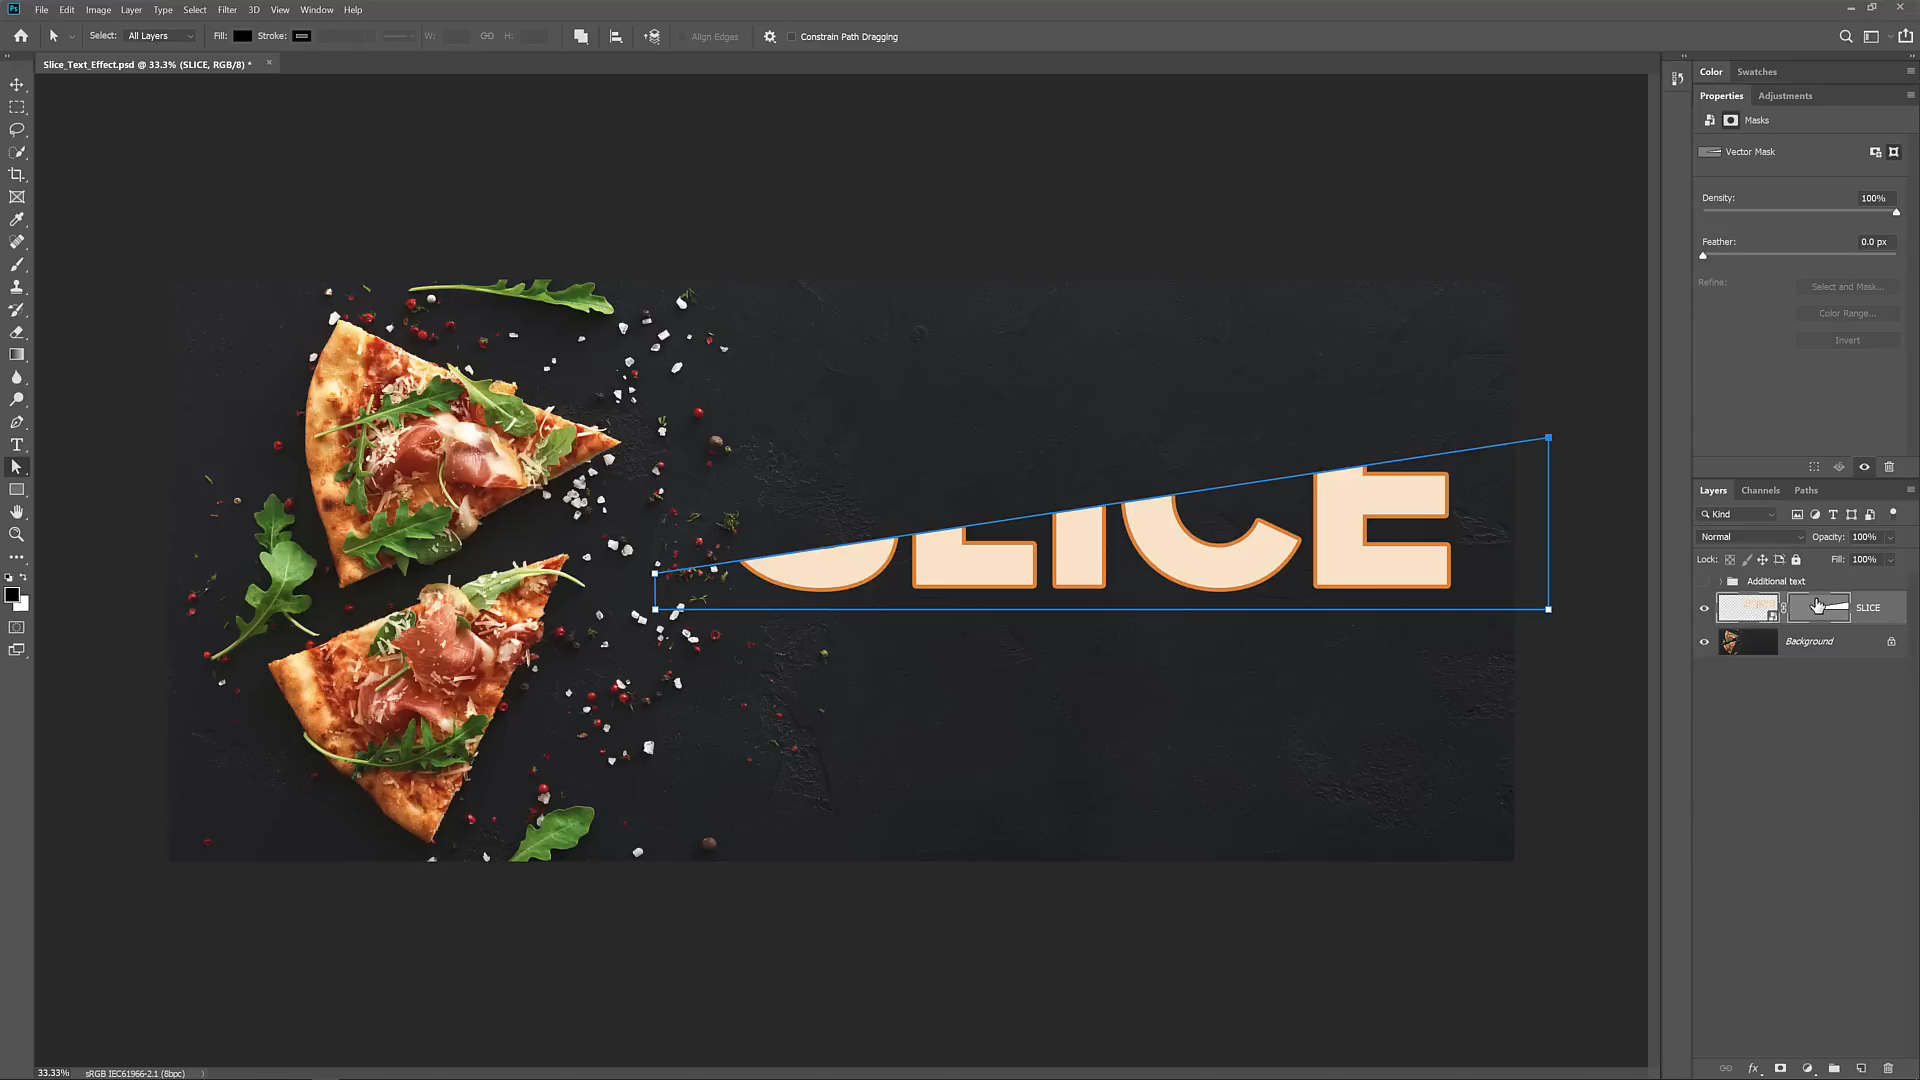 Ps File Edit Image Layer Type Select Filter 3D View Window Help
Select: All Layers Fill: Stroke: W: H: Align Edges Constrain Path Dragging
Slice_Text_Effect.psd @ 33.3% (SLICE, RGB/8) *
SLICE
33.33% sRGB IEC61966-2.1 (8bpc)
Color Swatches
Properties Adjustments
Masks
Vector Mask
Density: 100%
Feather: 0.0 px
Refine: Select and Mask...
Color Range...
Invert
Layers Channels Paths
Kind
Normal Opacity: 100%
Lock: Fill: 100%
Additional text
SLICE
Background
fx